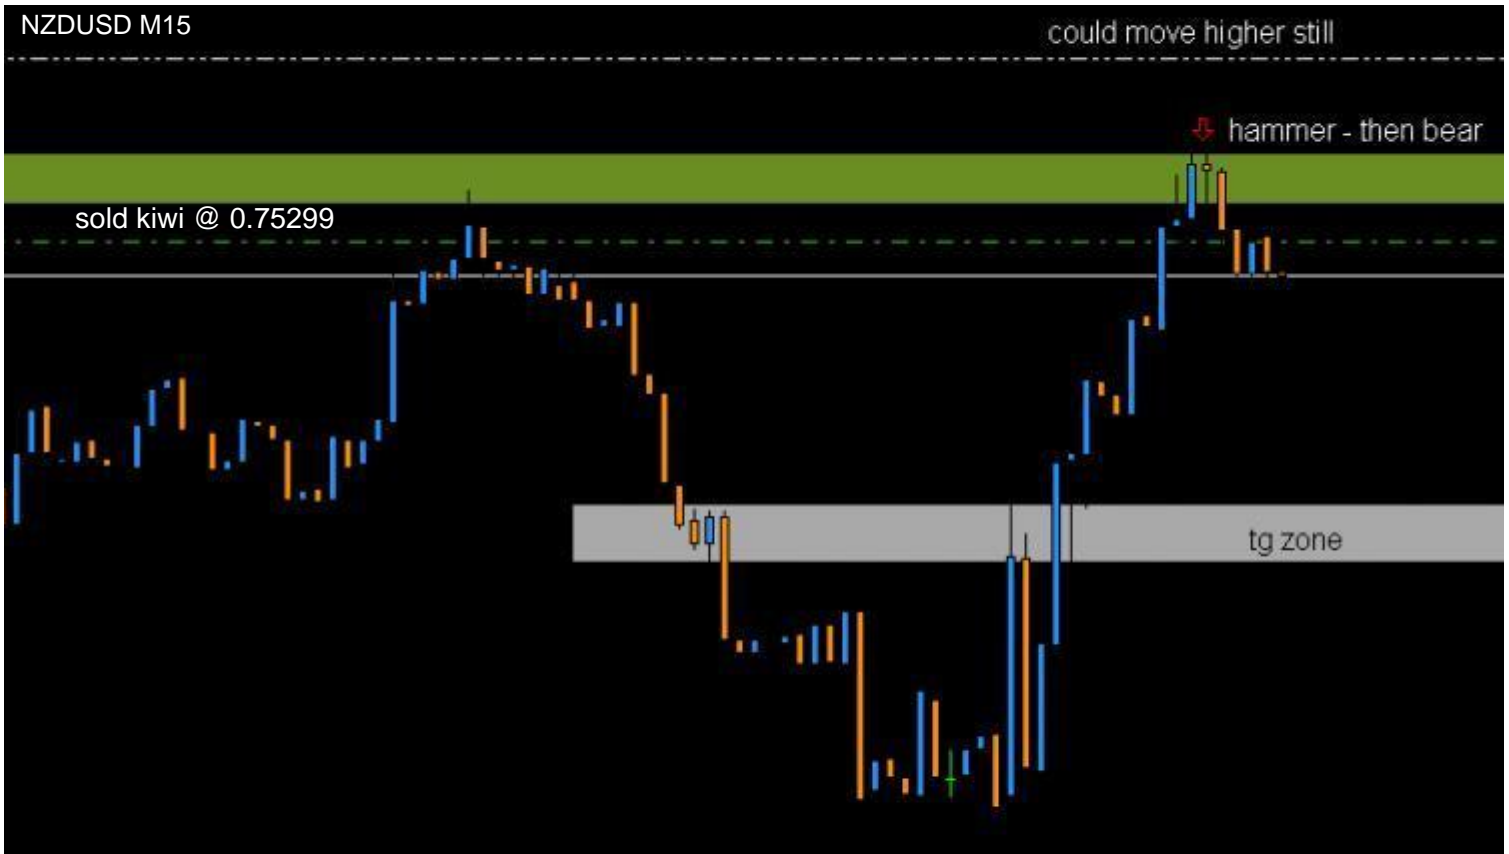 NZDUSD M15
could move higher still
hammer - then bear
sold kiwi @ 0.75299
tg zone